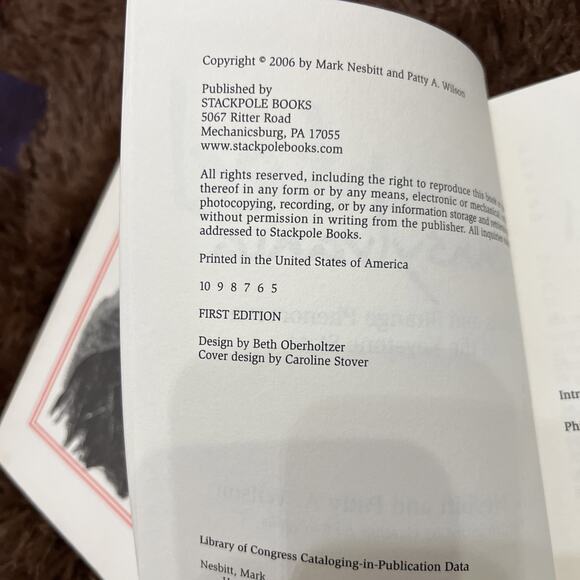 Copyright © 2006 by Mark Nesbitt and Patty A. Wilson
Published by
STACKPOLE BOOKS
5067 Ritter Road
Mechanicsburg, PA 17055
www.stackpolebooks.com
All rights reserved, including the right to reproduce this book
thereof in any form or by any means, electronic or mechanical
photocopying, recording, or by any information storage and
without permission in writing from the publisher. All inquiries
addressed to Stackpole Books.
Printed in the United States of America
10 9 8 7 6 5
FIRST EDITION
Design by Beth Oberholtzer
Cover design by Caroline Stover
Library of Congress Cataloging-in-Publication Data
Nesbitt, Mark
Intr
Ph